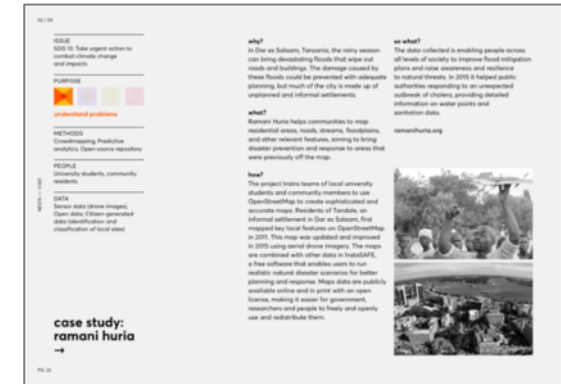 02 / 09
ISSUE
SDG 13: Take urgent action to
combat climate change
and impacts
PURPOSE
understand problems
METHODS
Crowdmapping, Predictive
analytics, Open source repository
PEOPLE
University students, community
residents
DATA
Sensor data (drone images),
Open data, Citizen-generated
data (identification and
classification of local sites)
case study:
ramani huria
→
PG. 22
why?
In Dar es Salaam, Tanzania, the rainy season
can bring devastating floods that wipe out
roads and buildings. The damage caused by
these floods could be prevented with adequate
planning, but much of the city is made up of
unplanned and informal settlements.
what?
Ramani Huria helps communities to map
residential areas, roads, streams, floodplains,
and other relevant features, aiming to bring
disaster prevention and response to areas that
were previously off the map.
how?
The project trains teams of local university
students and community members to use
OpenStreetMap to create sophisticated and
accurate maps. Residents of Tandale, an
informal settlement in Dar es Salaam, first
mapped key local features on OpenStreetMap
in 2011. This map was updated and improved
in 2015 using aerial drone imagery. The maps
are combined with other data in InaSAFE,
a free software that enables users to run
realistic natural disaster scenarios for better
planning and response. Maps data are publicly
available online and in print with an open
license, making it easier for government,
researchers and people to freely and openly
use and redistribute them.
so what?
The data collected is enabling people across
all levels of society to improve flood mitigation
plans and raise awareness and resilience
to natural threats. In 2015 it helped public
authorities responding to an unexpected
outbreak of cholera, providing detailed
information on water points and
sanitation data.
ramanihuria.org